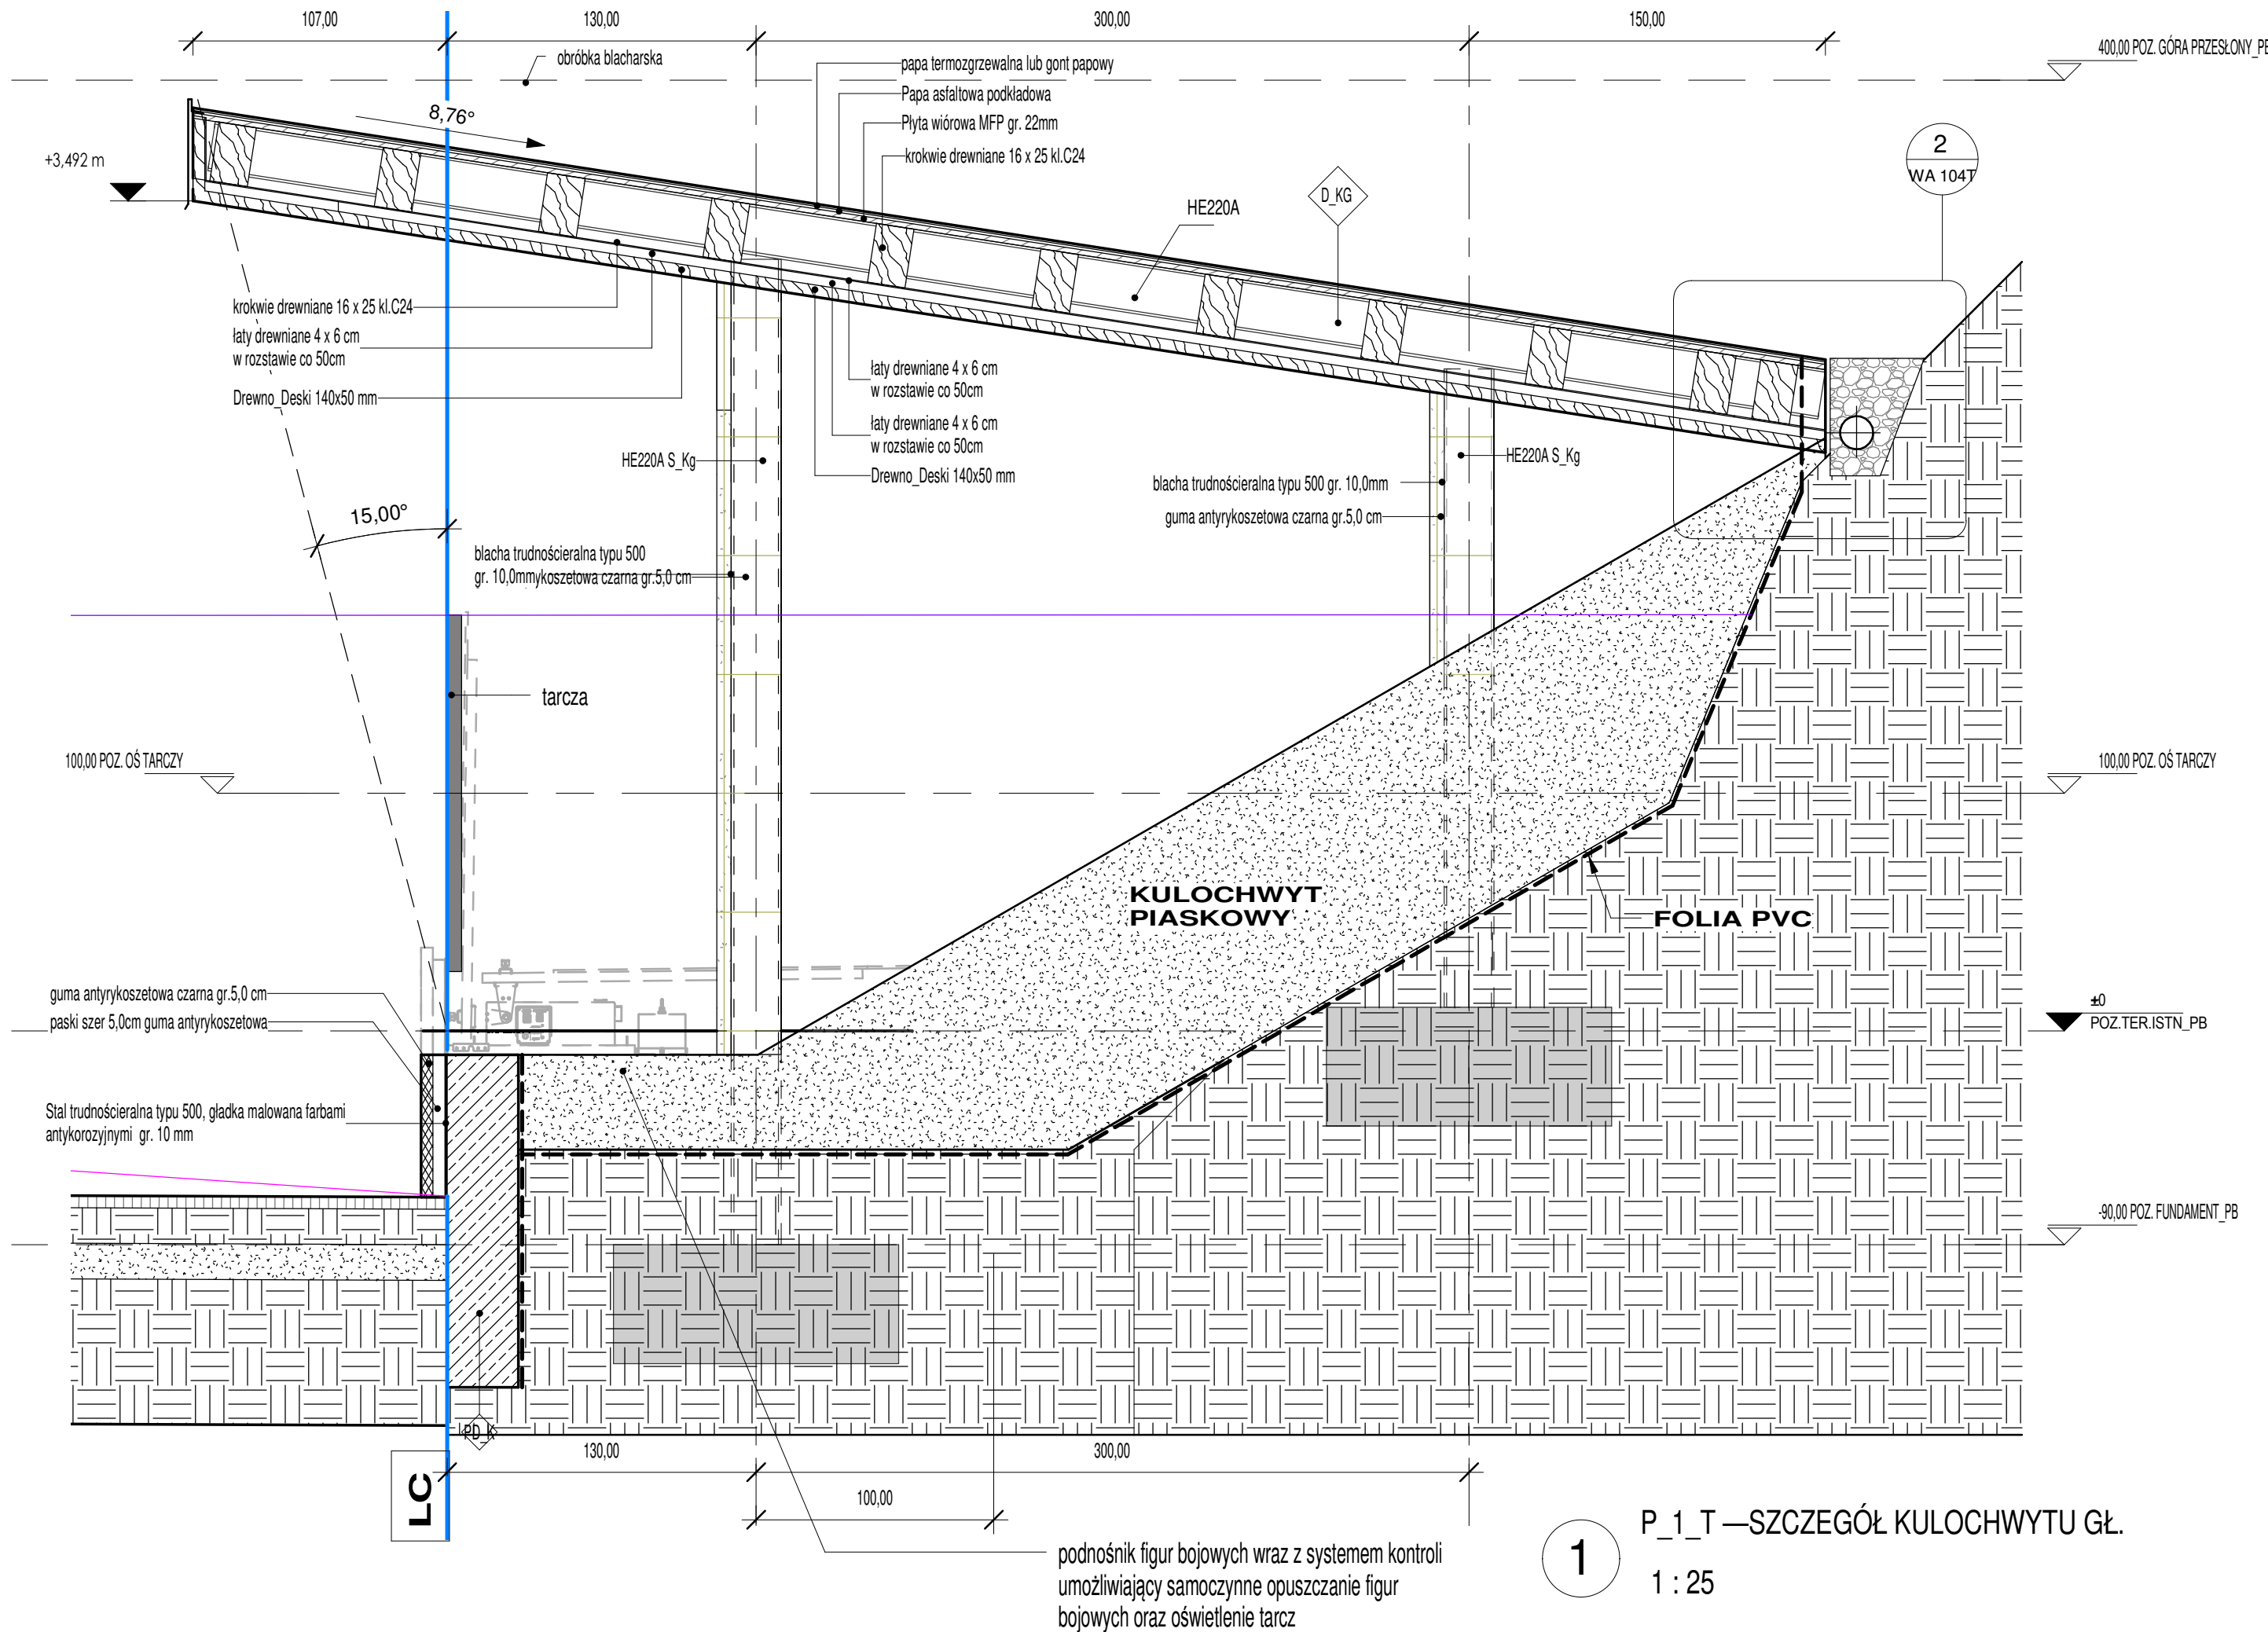 107,00
130,00
300,00
150,00
400,00 POZ. GÓRA PRZESŁONY_PB
obróbka blacharska
papa termozgrzewalna lub gont papowy
Papa asfaltowa podkładowa
Płyta wiórowa MFP gr. 22mm
krokwie drewniane 16 x 25 kl.C24
8,76°
+3,492 m
D_KG
HE220A
2
WA 104T
krokwie drewniane 16 x 25 kl.C24
łaty drewniane 4 x 6 cm
w rozstawie co 50cm
Drewno_Deski 140x50 mm
łaty drewniane 4 x 6 cm
w rozstawie co 50cm
łaty drewniane 4 x 6 cm
w rozstawie co 50cm
Drewno_Deski 140x50 mm
HE220A S_Kg
HE220A S_Kg
blacha trudnościeralna typu 500 gr. 10,0mm
guma antyrykoszetowa czarna gr.5,0 cm
15,00°
blacha trudnościeralna typu 500
gr. 10,0mmykoszetowa czarna gr.5,0 cm
tarcza
100,00 POZ. OŚ TARCZY
100,00 POZ. OŚ TARCZY
KULOCHWYT
PIASKOWY
FOLIA PVC
guma antyrykoszetowa czarna gr.5,0 cm
paski szer 5,0cm guma antyrykoszetowa
±0
POZ.TER.ISTN_PB
Stal trudnościeralna typu 500, gładka malowana farbami
antykorozyjnymi gr. 10 mm
-90,00 POZ. FUNDAMENT_PB
PD_K
LC
130,00
300,00
100,00
podnośnik figur bojowych wraz z systemem kontroli
umożliwiający samoczynne opuszczanie figur
bojowych oraz oświetlenie tarcz
1
P_1_T —SZCZEGÓŁ KULOCHWYTU GŁ.
1 : 25